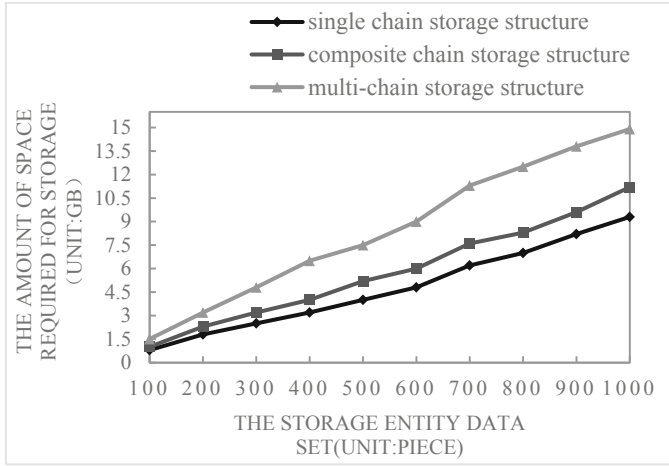 single chain storage structure
composite chain storage structure
multi-chain storage structure
THE AMOUNT OF SPACE
REQUIRED FOR STORAGE
（UNIT:GB）
15
13.5
12
10.5
9
7.5
6
4.5
3
1.5
0
100 200 300 400 500 600 700 800 900 1000
THE STORAGE ENTITY DATA
SET(UNIT:PIECE)